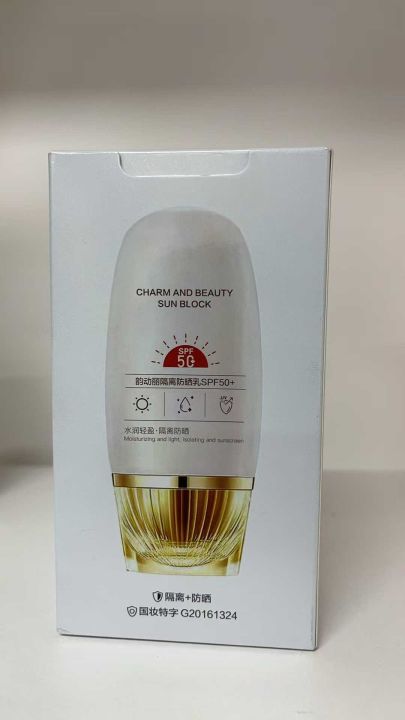 CHARM AND BEAUTY
SUN BLOCK
SPF
50+
韵动丽隔离防晒乳SPF50+
水润轻盈·隔离防晒
Moisturizing and light, isolating and sunscreen
隔离+防晒
国妆特字 G20161324